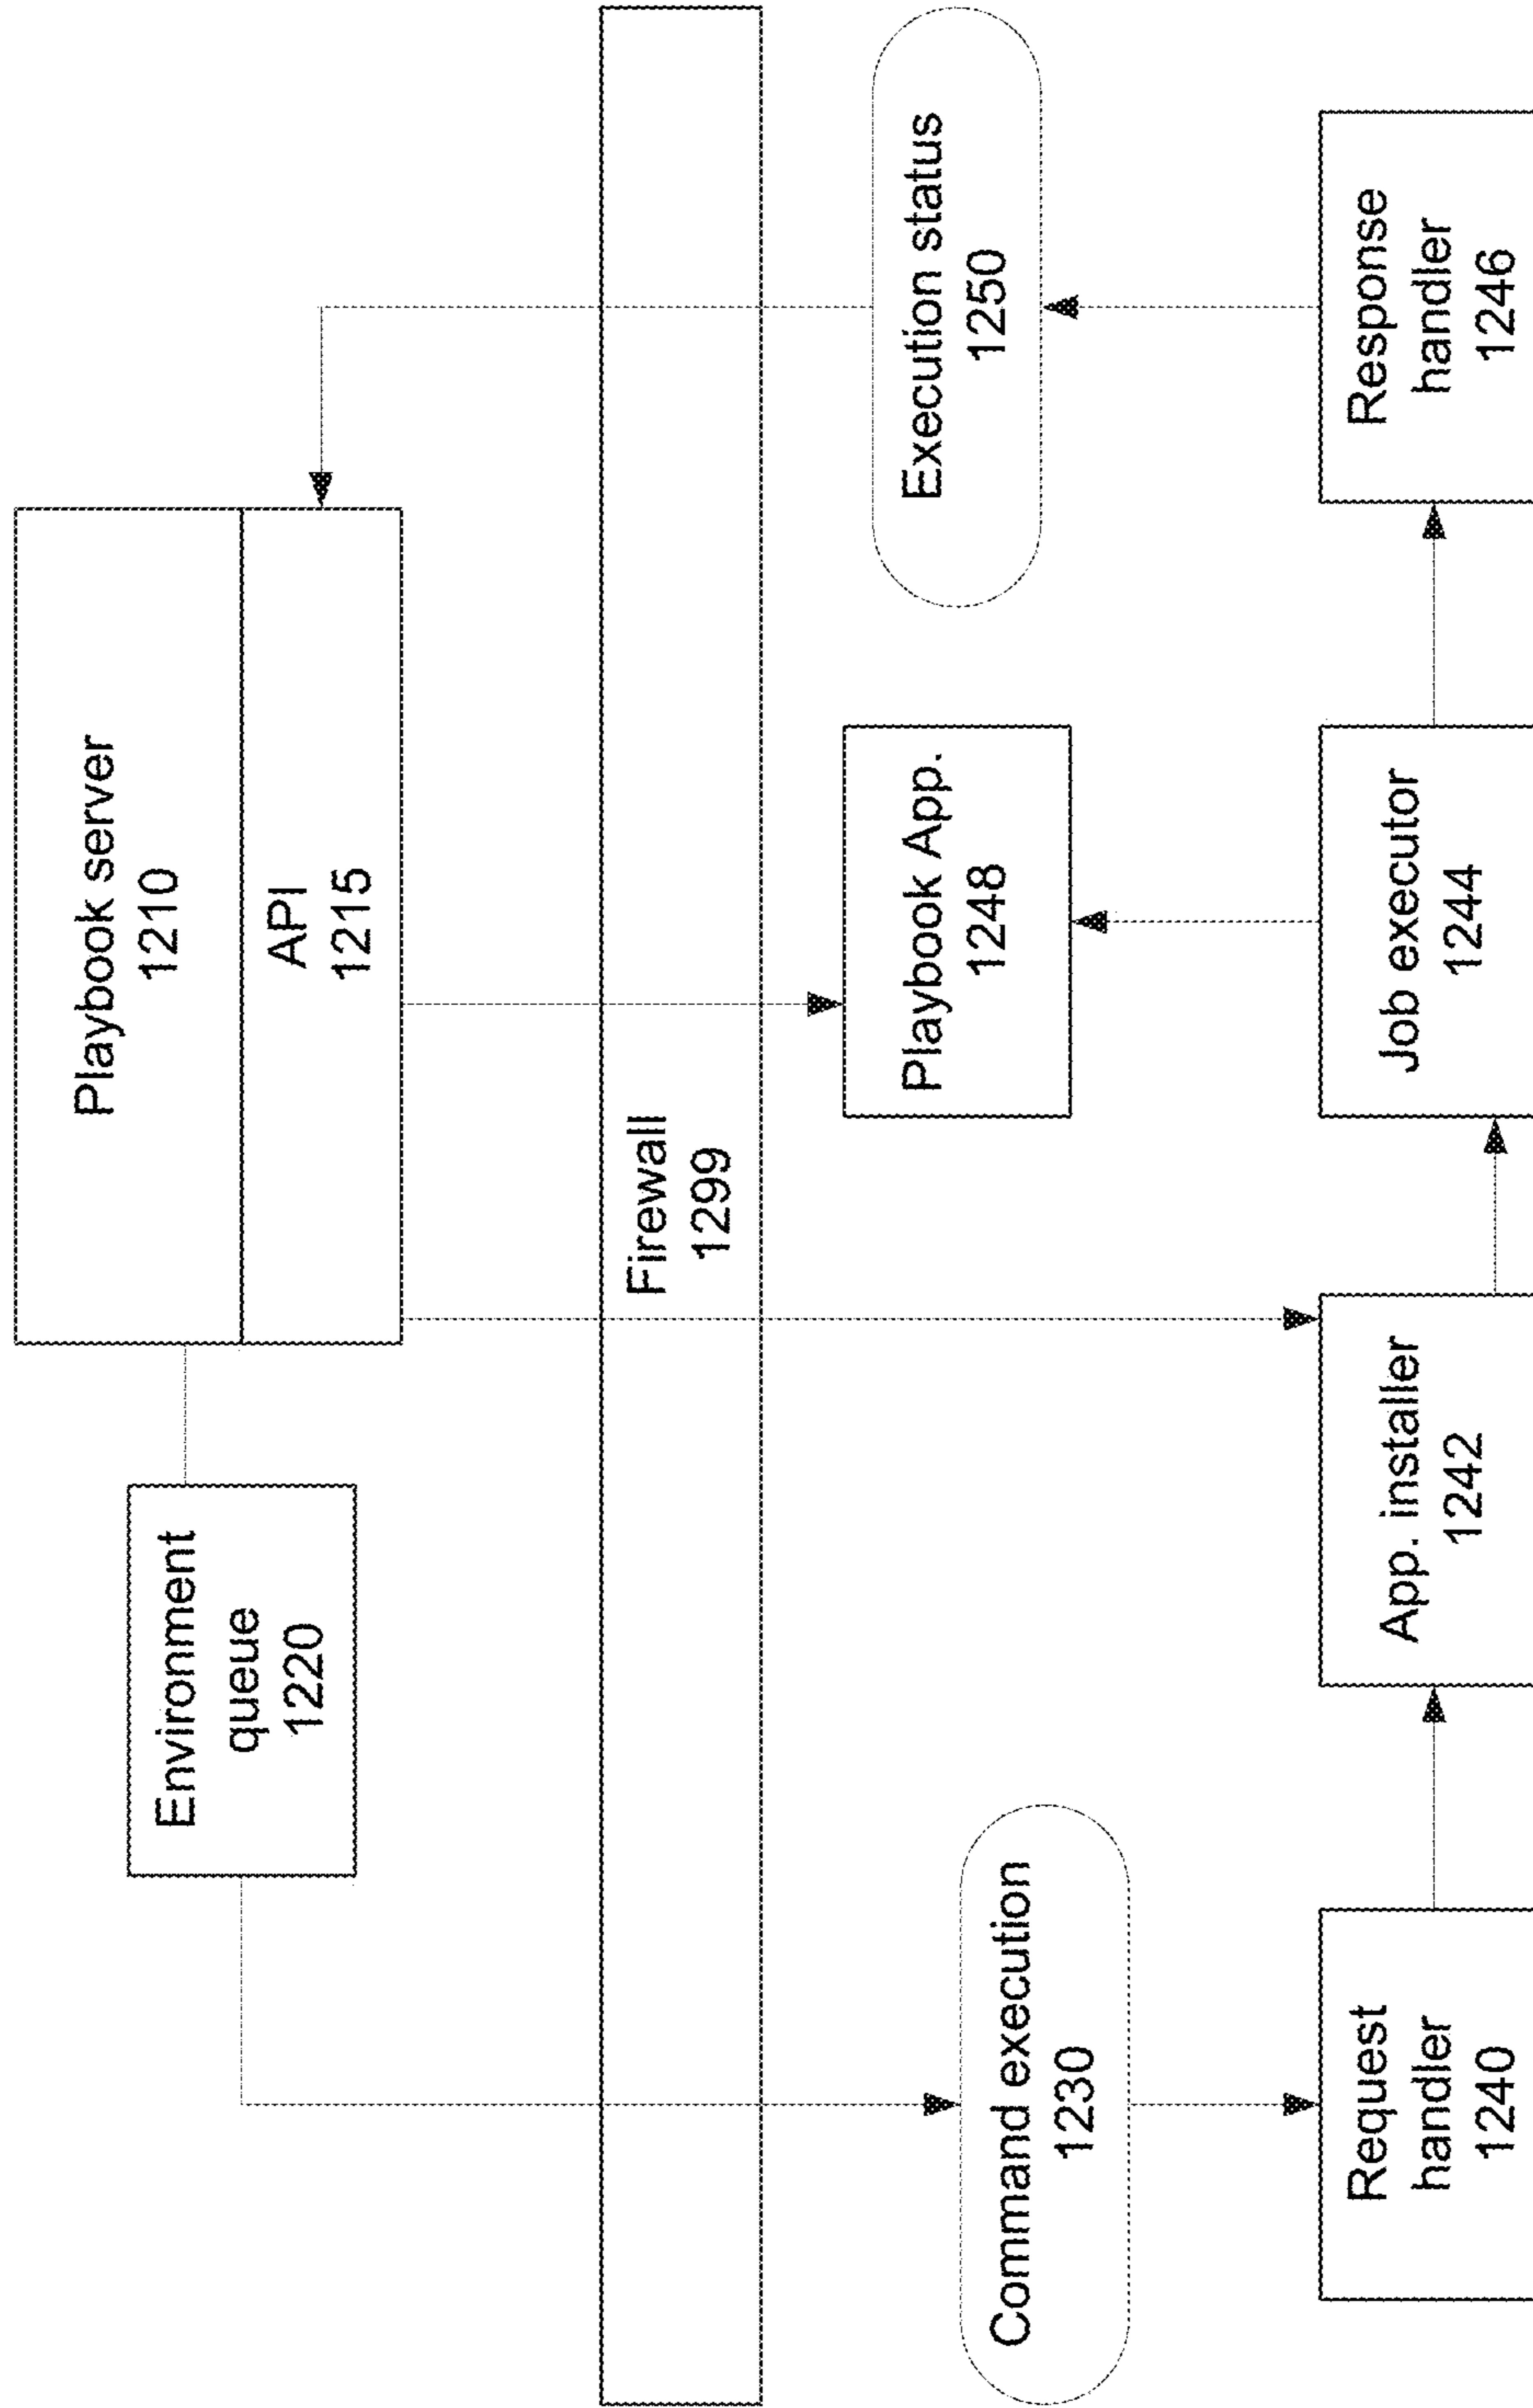 Playbook server
1210
API
1215
Environment
queue
1220
Firewall
1299
Command execution
1230
Playbook App.
1248
Execution status
1250
Request
handler
1240
App. installer
1242
Job executor
1244
Response
handler
1246